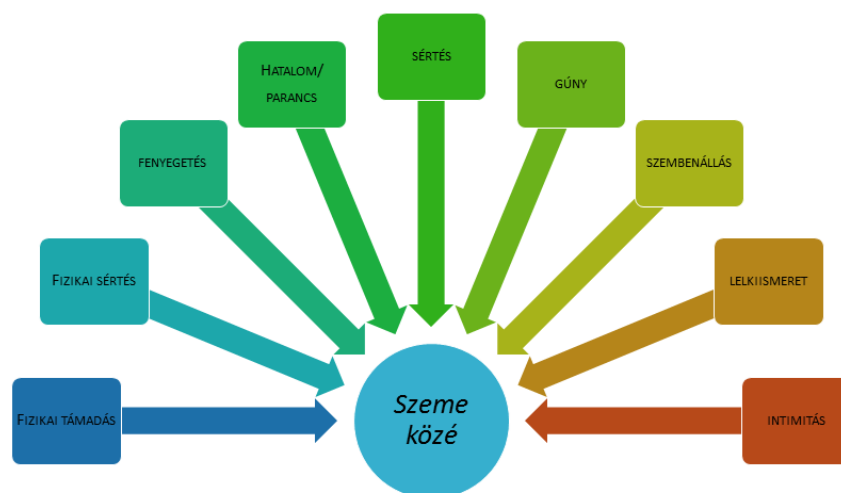 SÉRTÉS
HATALOM/
PARANCS
GÚNY
FENYEGETÉS
SZEMBENÁLLÁS
FIZIKAI SÉRTÉS
LELKIISMERET
FIZIKAI TÁMADÁS
Szeme
közé
INTIMITÁS